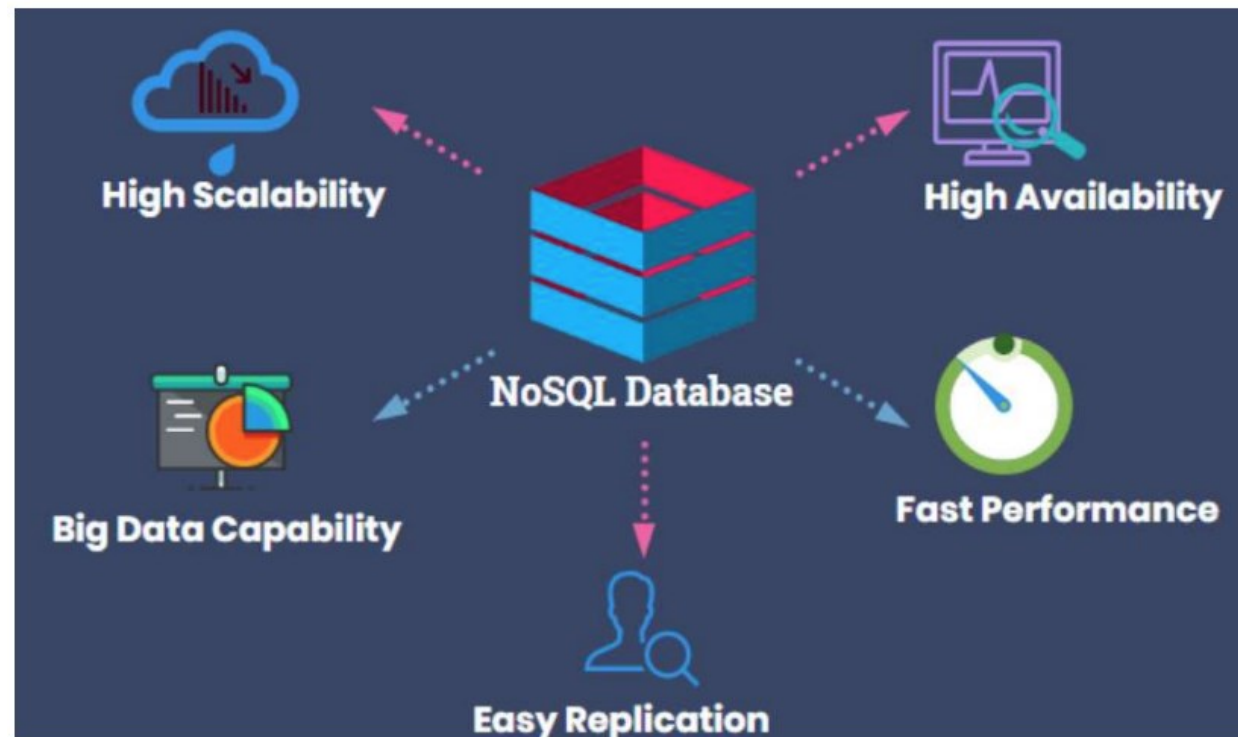 High Scalability
High Availability
NoSQL Database
Big Data Capability
Fast Performance
Easy Replication